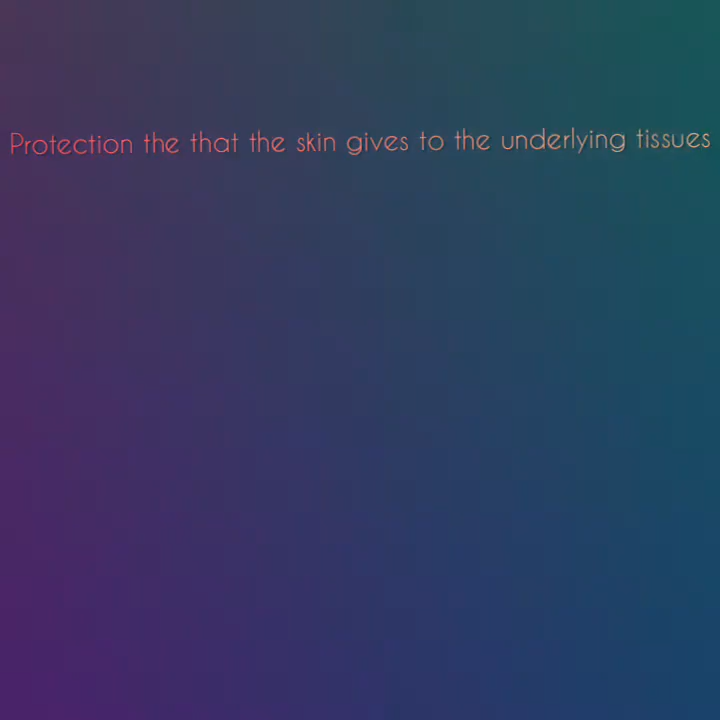 Protection the that the skin gives to the underlying tissues